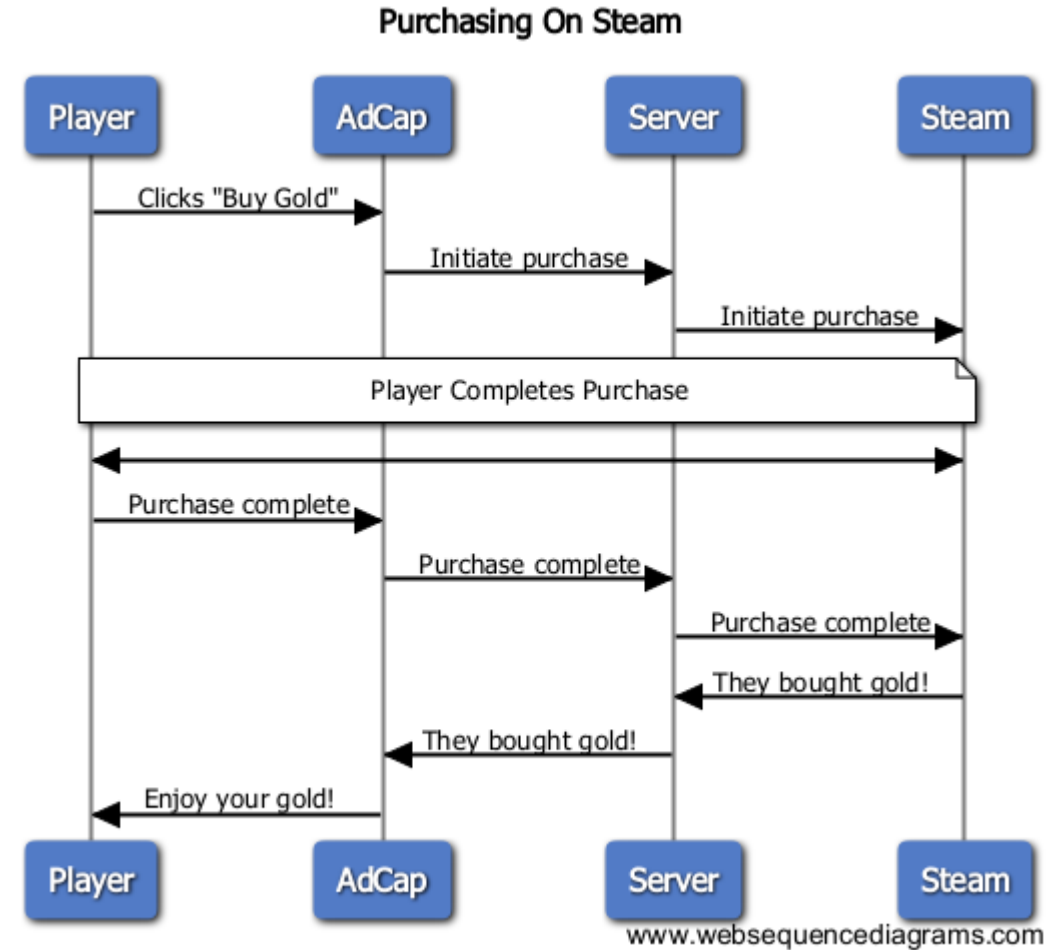 Purchasing On Steam
Player AdCap Server Steam
Clicks "Buy Gold"
Initiate purchase
Initiate purchase
Player Completes Purchase
Purchase complete
Purchase complete
Purchase complete
They bought gold!
They bought gold!
Enjoy your gold!
Player AdCap Server Steam
www.websequencediagrams.com